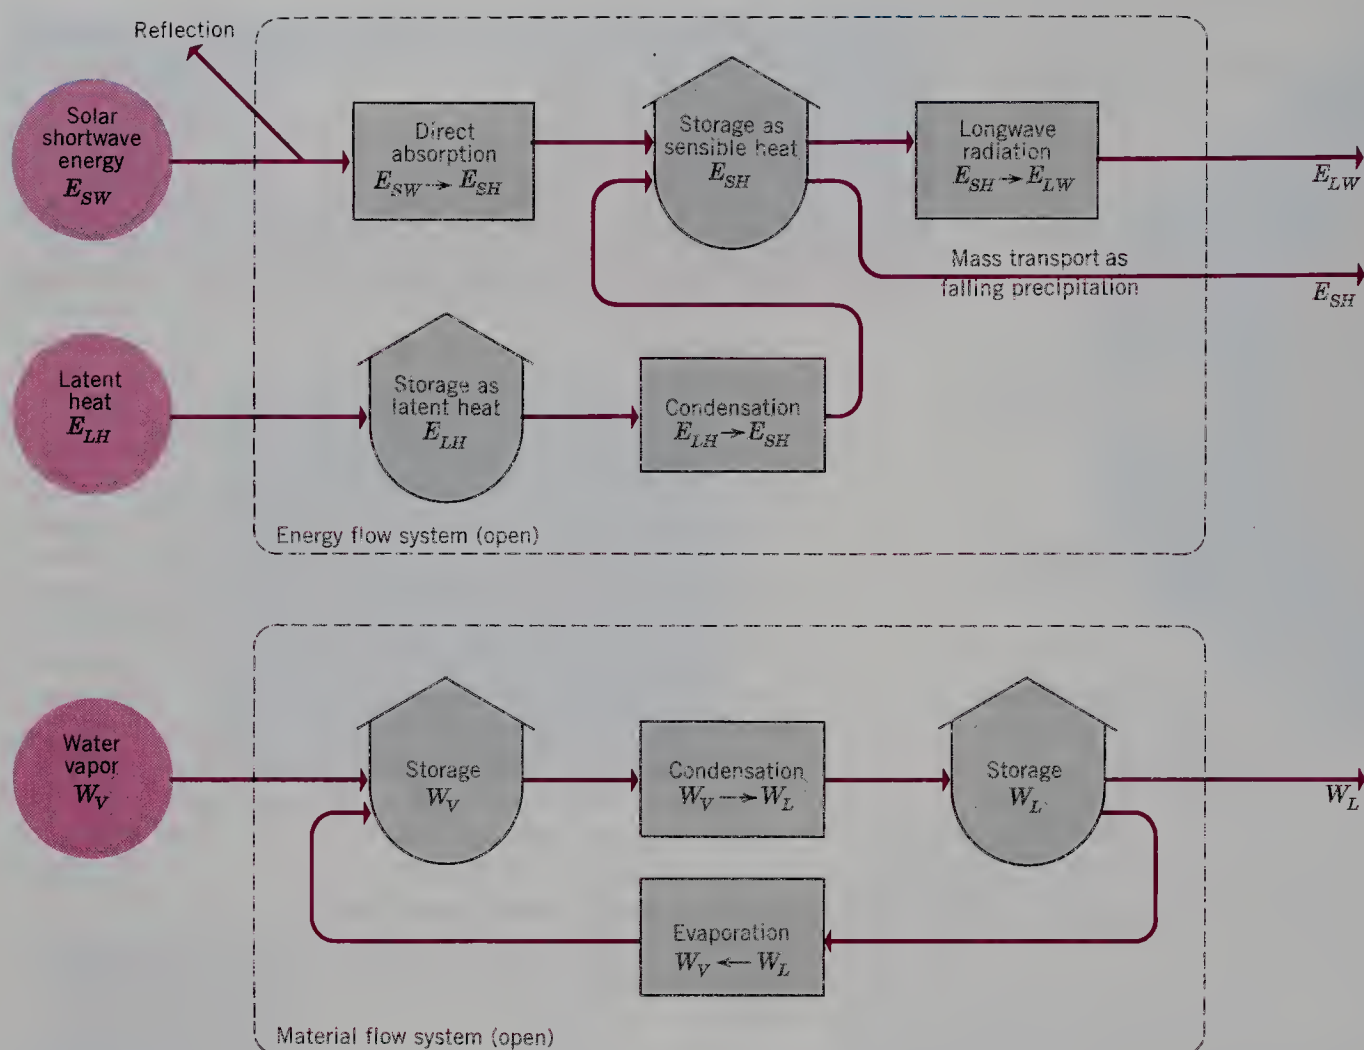 Reflection
Solar
shortwave
energy
E_SW
Direct
absorption
E_SW → E_SH
Storage as
sensible heat
E_SH
Longwave
radiation
E_SH → E_LW
E_LW
Mass transport as
falling precipitation
E_SH
Latent
heat
E_LH
Storage as
latent heat
E_LH
Condensation
E_LH → E_SH
Energy flow system (open)
Water
vapor
W_V
Storage
W_V
Condensation
W_V → W_L
Storage
W_L
W_L
Evaporation
W_V ← W_L
Material flow system (open)